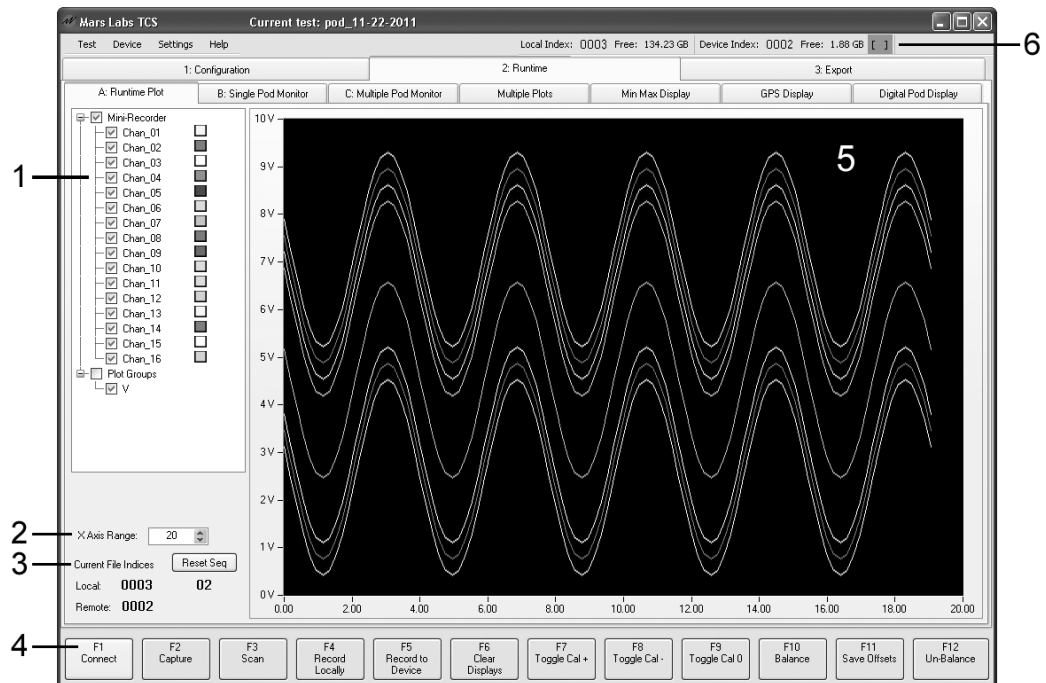 Mars Labs TCS Current test: pod_11-22-2011
Test Device Settings Help Local Index: 0003 Free: 134.23 GB Device Index: 0002 Free: 1.88 GB [ ] 6
1: Configuration 2: Runtime 3: Export
A: Runtime Plot B: Single Pod Monitor C: Multiple Pod Monitor Multiple Plots Min Max Display GPS Display Digital Pod Display
Mini-Recorder
Chan_01
Chan_02
Chan_03
1 Chan_04
Chan_05
Chan_06
Chan_07
Chan_08
Chan_09
Chan_10
Chan_11
Chan_12
Chan_13
Chan_14
Chan_15
Chan_16
Plot Groups
V
2 X Axis Range: 20
3 Current File Indices Reset Seq
Local: 0003 02
Remote: 0002
10 V
9 V
8 V
7 V
6 V
5 V
4 V
3 V
2 V
1 V
0 V
5
0.00 2.00 4.00 6.00 8.00 10.00 12.00 14.00 16.00 18.00 20.00
4 F1 F2 F3 F4 F5 F6 F7 F8 F9 F10 F11 F12
Connect Capture Scan Record Locally Record to Device Clear Displays Toggle Cal + Toggle Cal - Toggle Cal 0 Balance Save Offsets Un-Balance